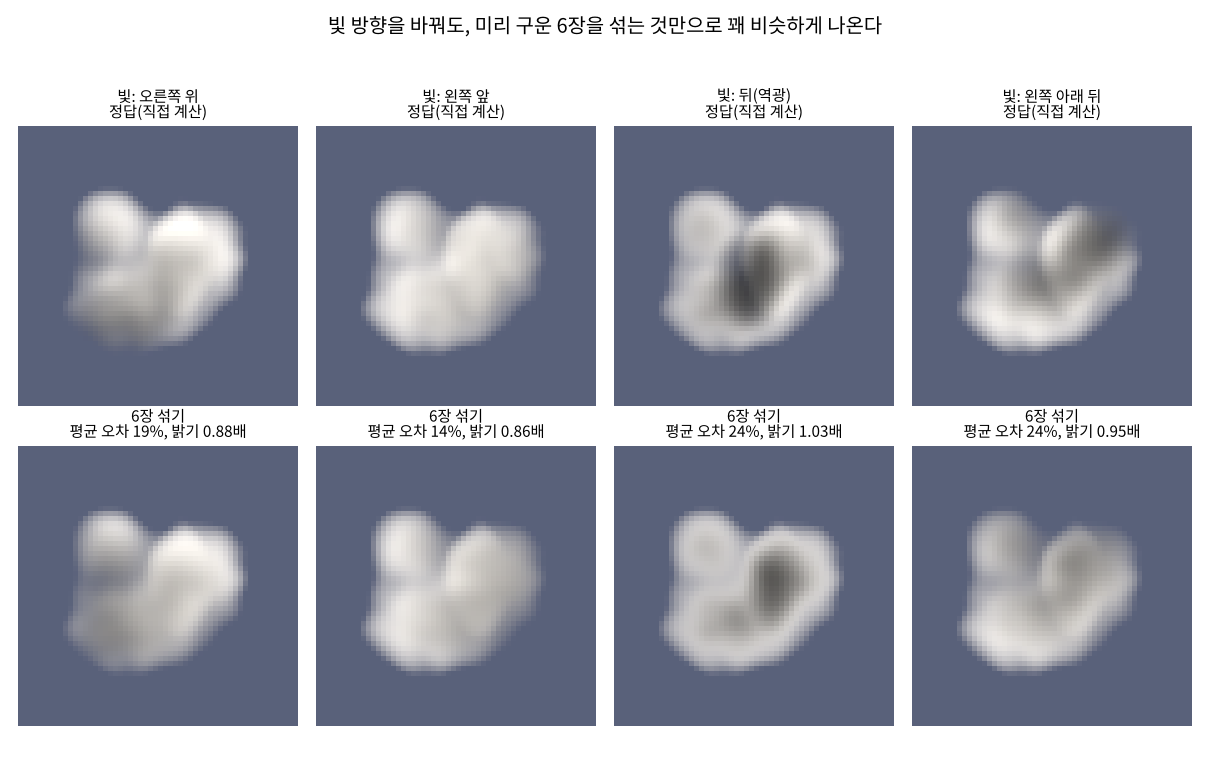 빛 방향을 바꿔도, 미리 구운 6장을 섞는 것만으로 꽤 비슷하게 나온다
빛: 오른쪽 위
정답(직접 계산)
빛: 왼쪽 앞
정답(직접 계산)
빛: 뒤(역광)
정답(직접 계산)
빛: 왼쪽 아래 뒤
정답(직접 계산)
6장 섞기
평균 오차 19%, 밝기 0.88배
6장 섞기
평균 오차 14%, 밝기 0.86배
6장 섞기
평균 오차 24%, 밝기 1.03배
6장 섞기
평균 오차 24%, 밝기 0.95배